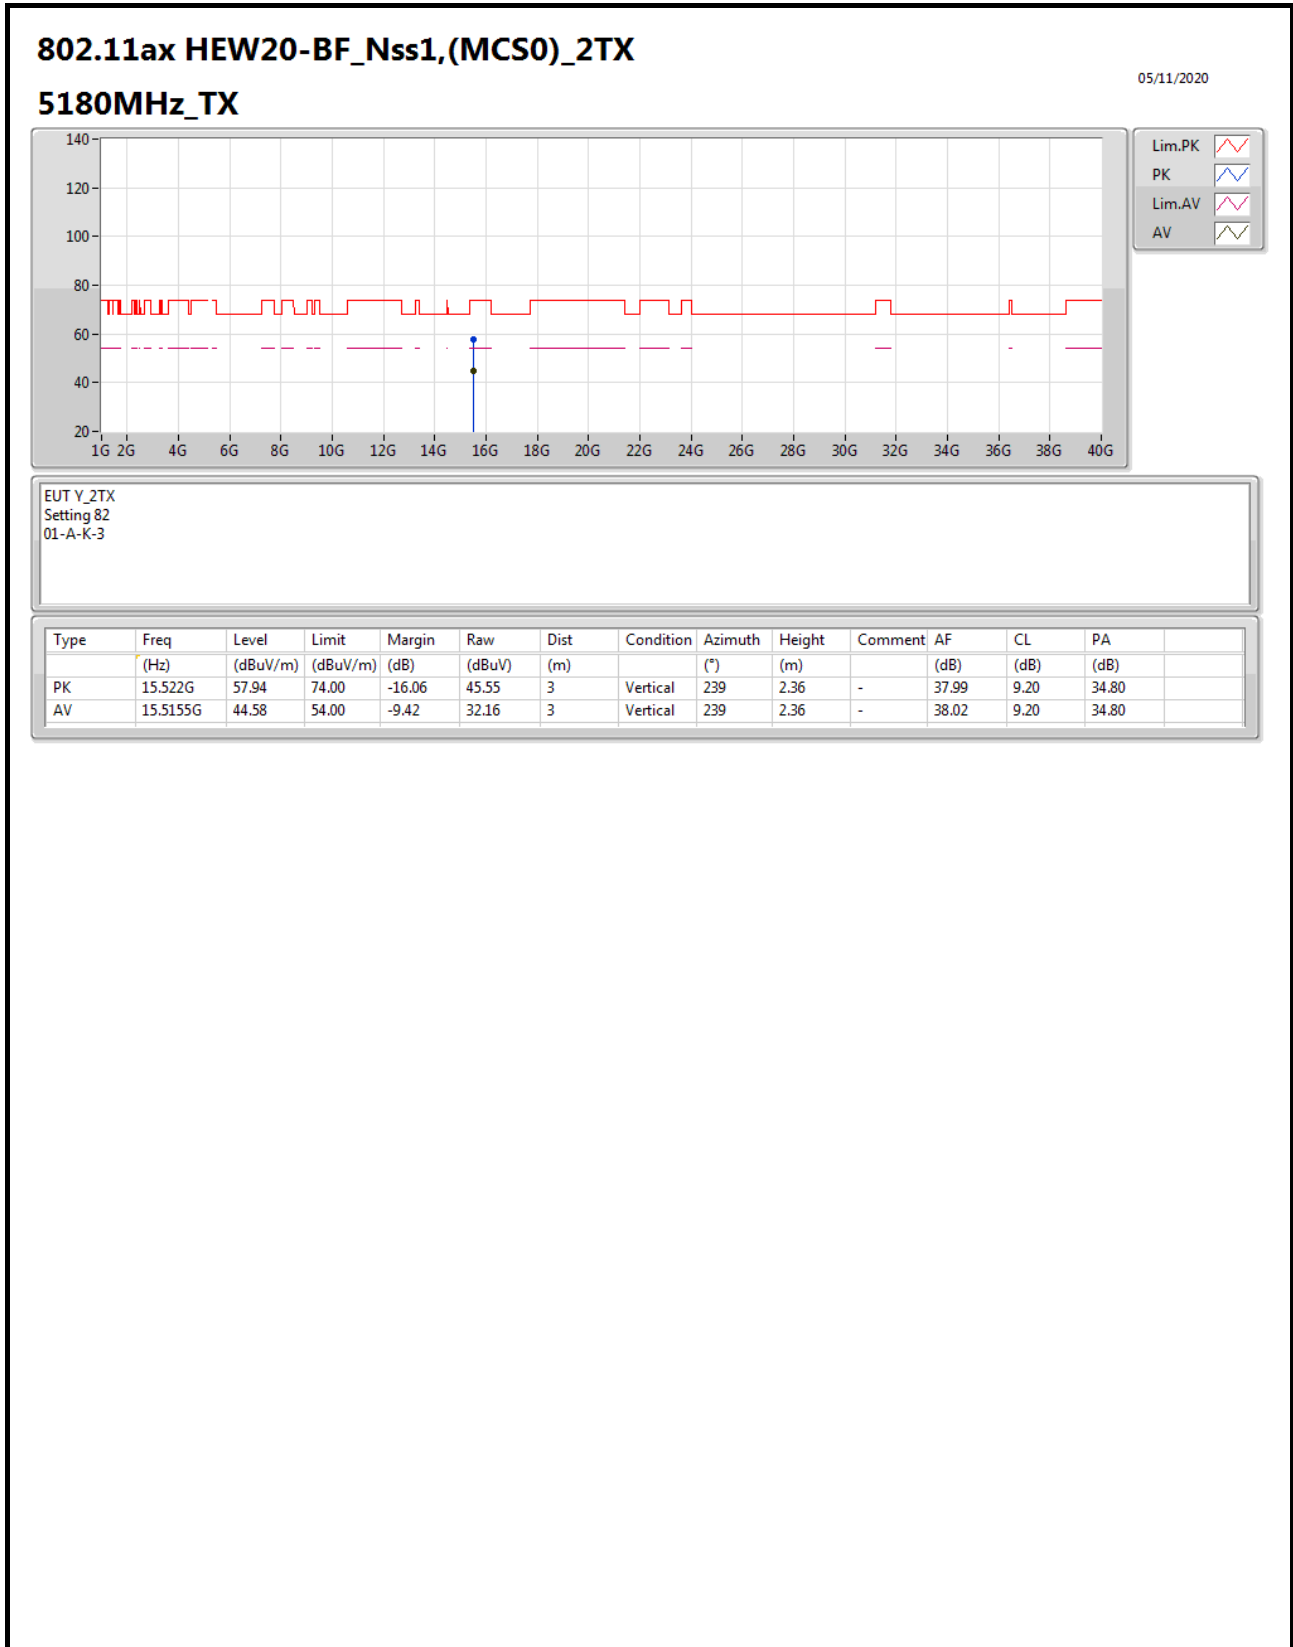 802.11ax HEW20-BF_Nss1,(MCS0)_2TX
05/11/2020
5180MHz_TX
140
120
100
80
60
40
20
1G 2G 4G 6G 8G 10G 12G 14G 16G 18G 20G 22G 24G 26G 28G 30G 32G 34G 36G 38G 40G
Lim.PK
PK
Lim.AV
AV
EUT Y_2TX
Setting 82
01-A-K-3
Type Freq Level Limit Margin Raw Dist Condition Azimuth Height Comment AF CL PA
(Hz) (dBuV/m) (dBuV/m) (dB) (dBuV) (m) (°) (m) (dB) (dB) (dB)
PK 15.522G 57.94 74.00 -16.06 45.55 3 Vertical 239 2.36 - 37.99 9.20 34.80
AV 15.5155G 44.58 54.00 -9.42 32.16 3 Vertical 239 2.36 - 38.02 9.20 34.80